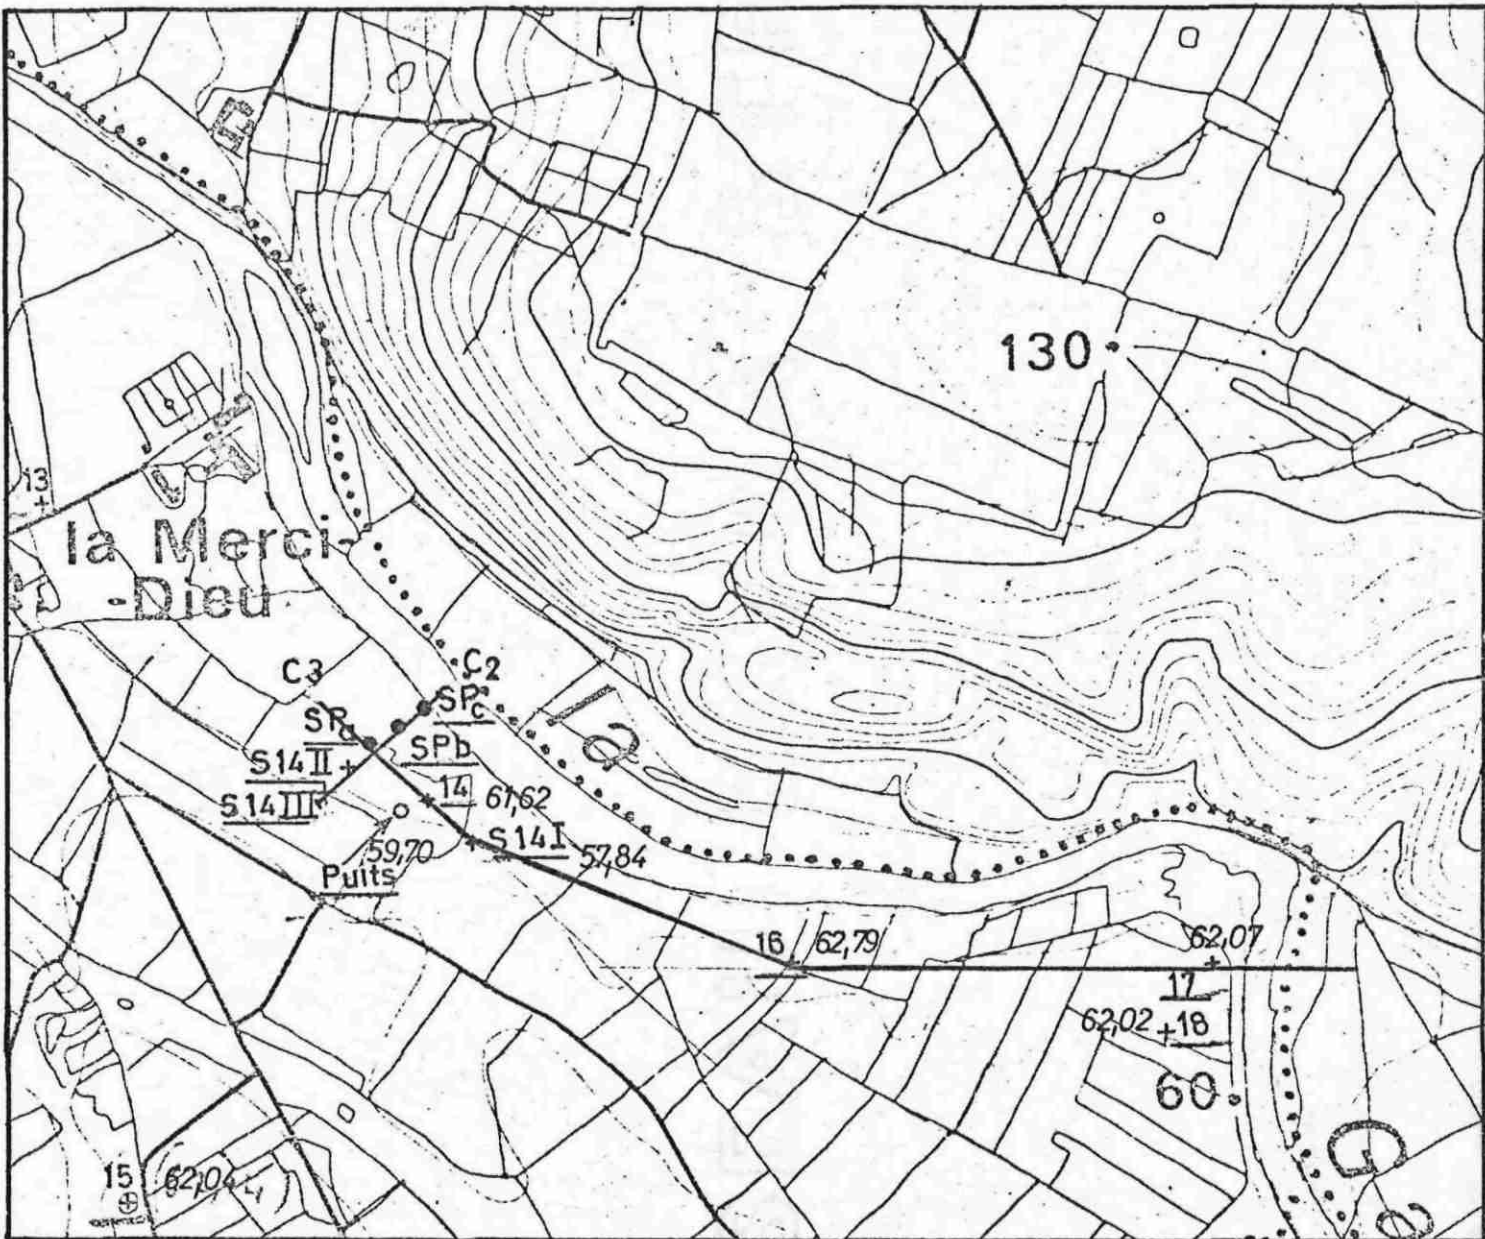 130
13
la Merci-
-Dieu
C3
C2
SPa
SPc
SPb
S14 II
S14 III
14 61,62
S14 I 57,84
59,70
Puits
la
16 62,79
62,07
17
62,02 18
60
15 62,04
G
a